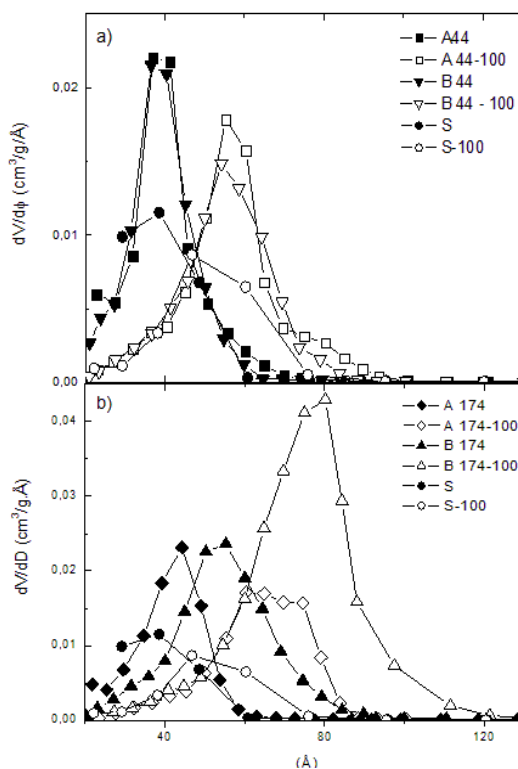 a)
A44
A 44-100
B 44
B 44 - 100
S
S-100
0,02
0,01
0,00
dV/dϕ (cm³/g/Å)
b)
A 174
A 174-100
B 174
B 174-100
S
S-100
0,04
0,03
0,02
0,01
0,00
dV/dD (cm³/g.Å)
40
80
120
(Å)